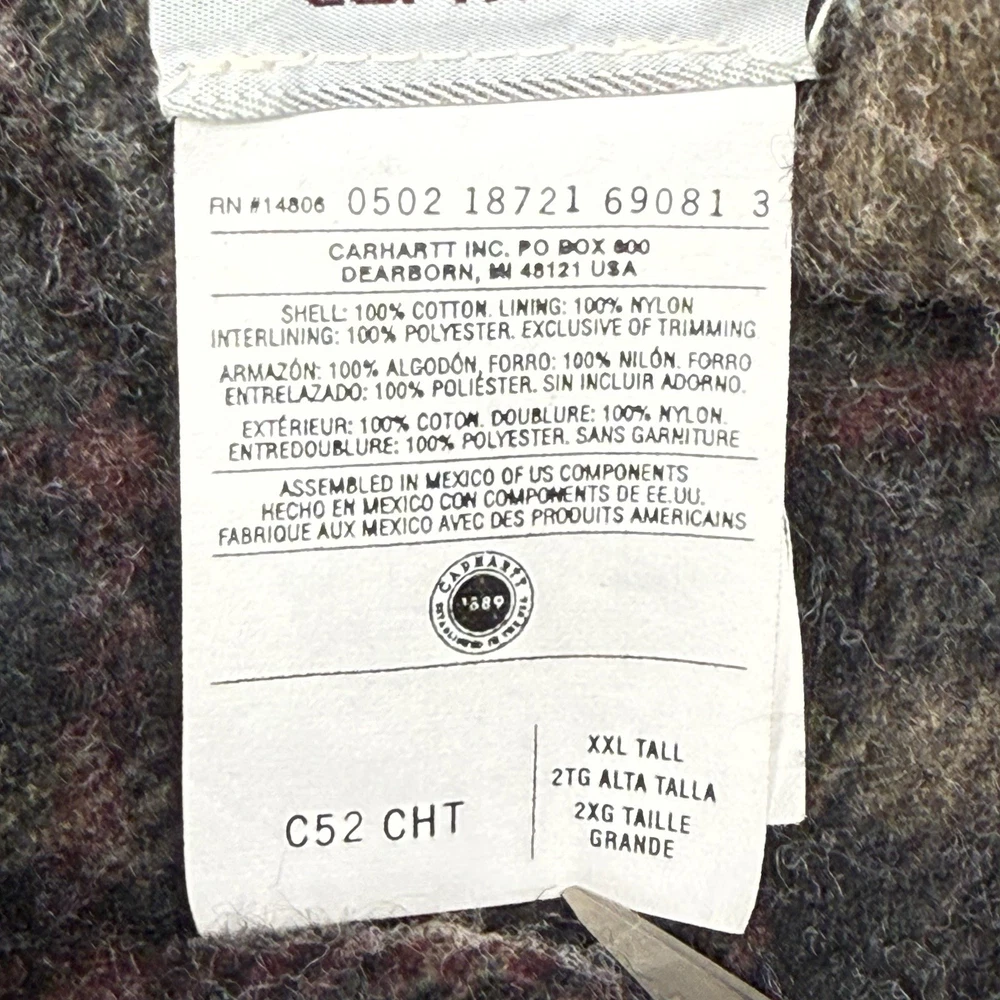 RN #14806 0502 18721 69081 3
CARHARTT INC. PO BOX 600
DEARBORN, MI 48121 USA
SHELL: 100% COTTON. LINING: 100% NYLON
INTERLINING: 100% POLYESTER. EXCLUSIVE OF TRIMMING
ARMAZÓN: 100% ALGODÓN, FORRO: 100% NILÓN. FORRO
ENTRELAZADO: 100% POLIÉSTER. SIN INCLUIR ADORNO.
EXTÉRIEUR: 100% COTON. DOUBLURE: 100% NYLON.
ENTREDOUBLURE: 100% POLYESTER. SANS GARNITURE
ASSEMBLED IN MEXICO OF US COMPONENTS
HECHO EN MEXICO CON COMPONENTS DE EE.UU.
FABRIQUE AUX MEXICO AVEC DES PRODUITS AMERICAINS
CARHARTT
1889
ESTABLISHED IN THE USA
C52 CHT
XXL TALL
2TG ALTA TALLA
2XG TAILLE
GRANDE